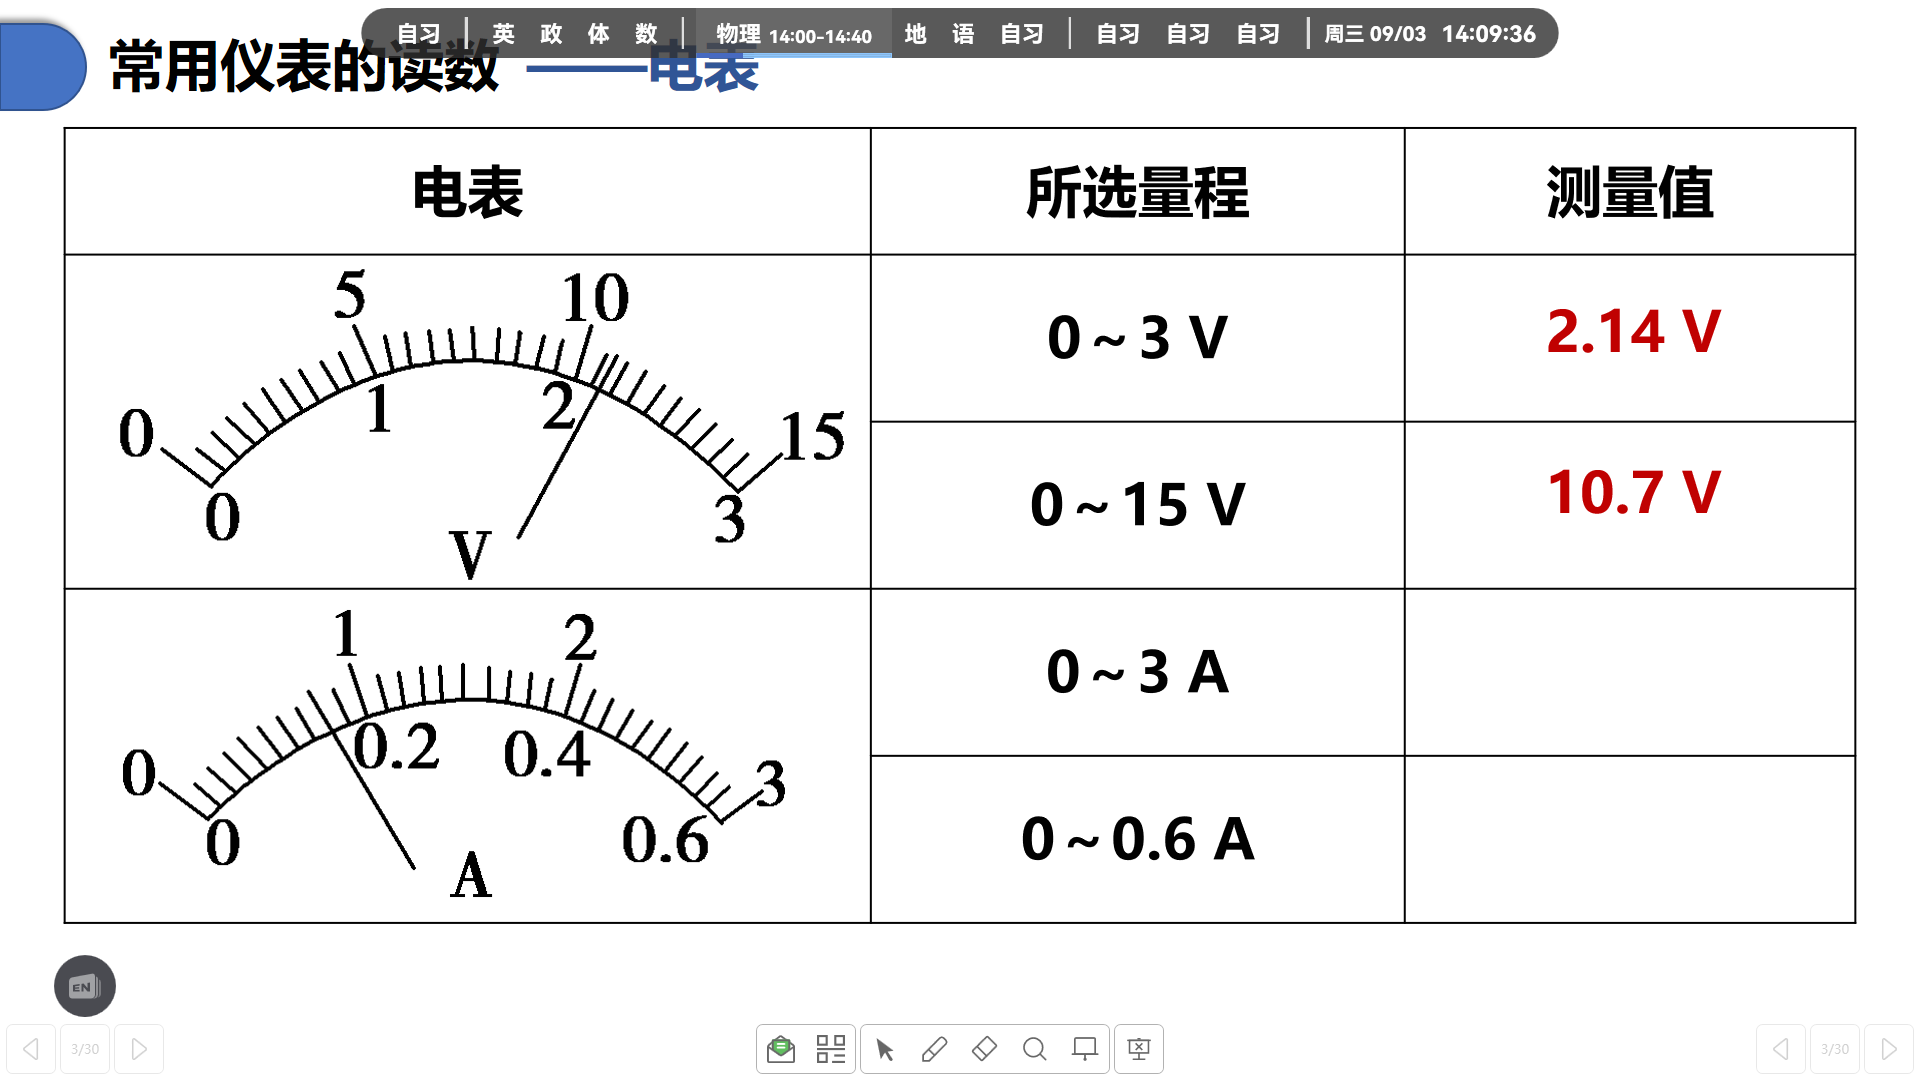 自习 | 英 政 体 数 | 物理 14:00-14:40 地 语 自习 | 自习 自习 自习 | 周三 09/03 14:09:36
常用仪表的读数 ——电表
电表 所选量程 测量值
5 10
0 1 2 15
0 3
V
0～3 V 2.14 V
0～15 V 10.7 V
1 2
0 0.2 0.4 3
0 0.6
A
0～3 A
0～0.6 A
EN
3/30 3/30